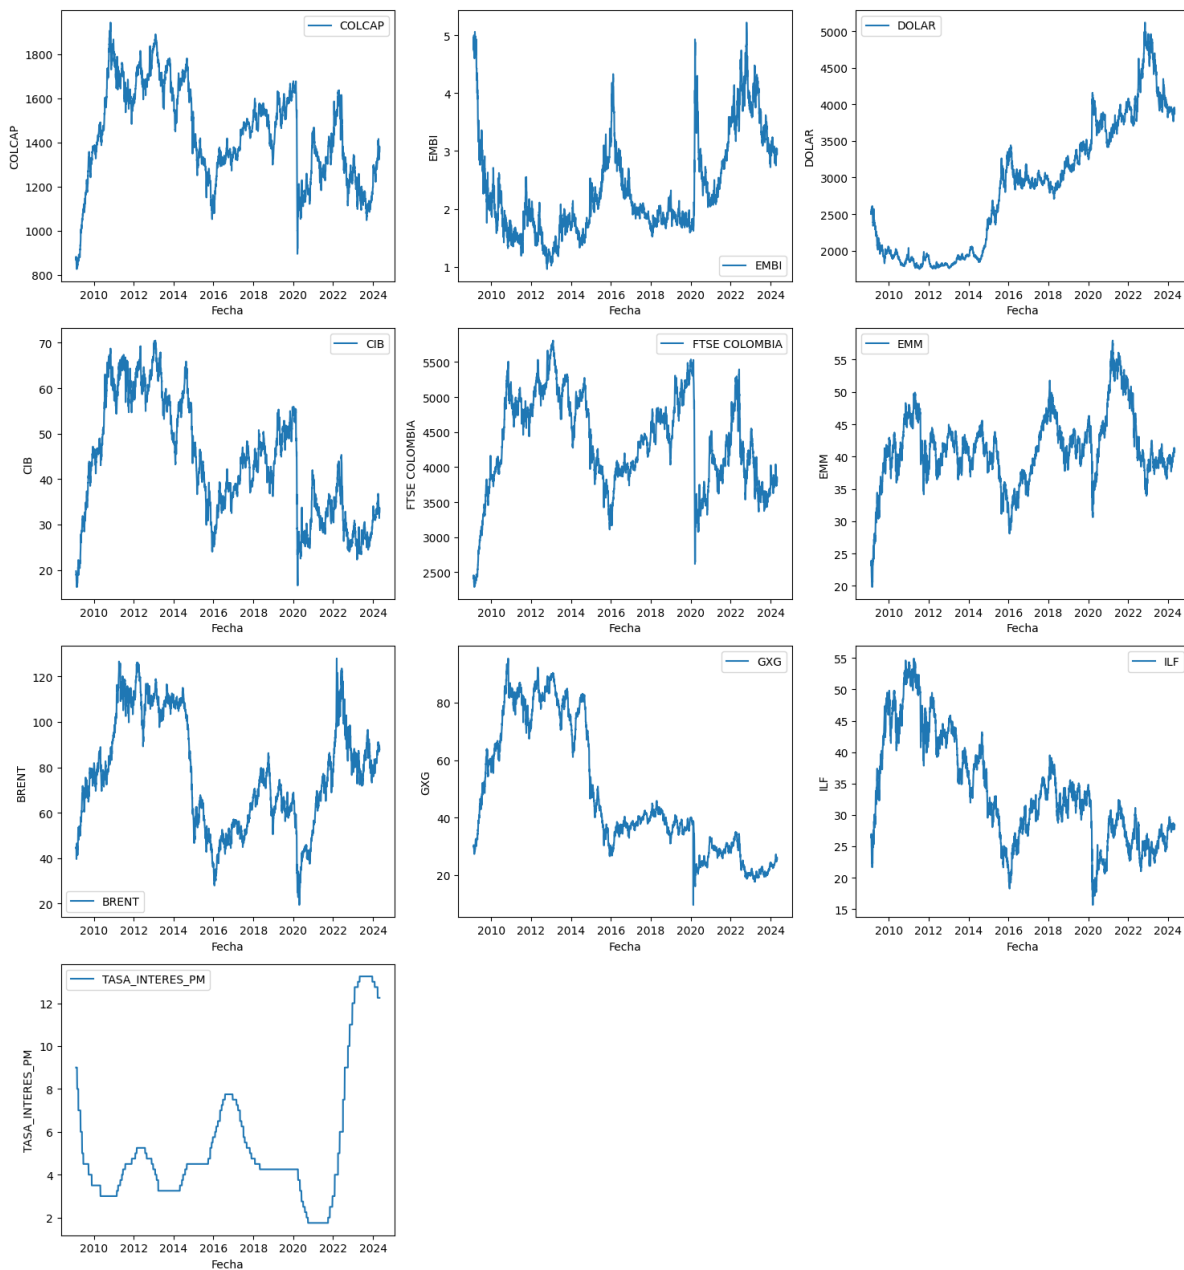 COLCAP
COLCAP
1800
1600
1400
1200
1000
800
2010 2012 2014 2016 2018 2020 2022 2024
Fecha
EMBI
EMBI
5
4
3
2
1
2010 2012 2014 2016 2018 2020 2022 2024
Fecha
DOLAR
DOLAR
5000
4500
4000
3500
3000
2500
2000
2010 2012 2014 2016 2018 2020 2022 2024
Fecha
CIB
CIB
70
60
50
40
30
20
2010 2012 2014 2016 2018 2020 2022 2024
Fecha
FTSE COLOMBIA
FTSE COLOMBIA
5500
5000
4500
4000
3500
3000
2500
2010 2012 2014 2016 2018 2020 2022 2024
Fecha
EMM
EMM
55
50
45
40
35
30
25
20
2010 2012 2014 2016 2018 2020 2022 2024
Fecha
BRENT
BRENT
120
100
80
60
40
20
2010 2012 2014 2016 2018 2020 2022 2024
Fecha
GXG
GXG
80
60
40
20
2010 2012 2014 2016 2018 2020 2022 2024
Fecha
ILF
ILF
55
50
45
40
35
30
25
20
15
2010 2012 2014 2016 2018 2020 2022 2024
Fecha
TASA_INTERES_PM
TASA_INTERES_PM
12
10
8
6
4
2
2010 2012 2014 2016 2018 2020 2022 2024
Fecha